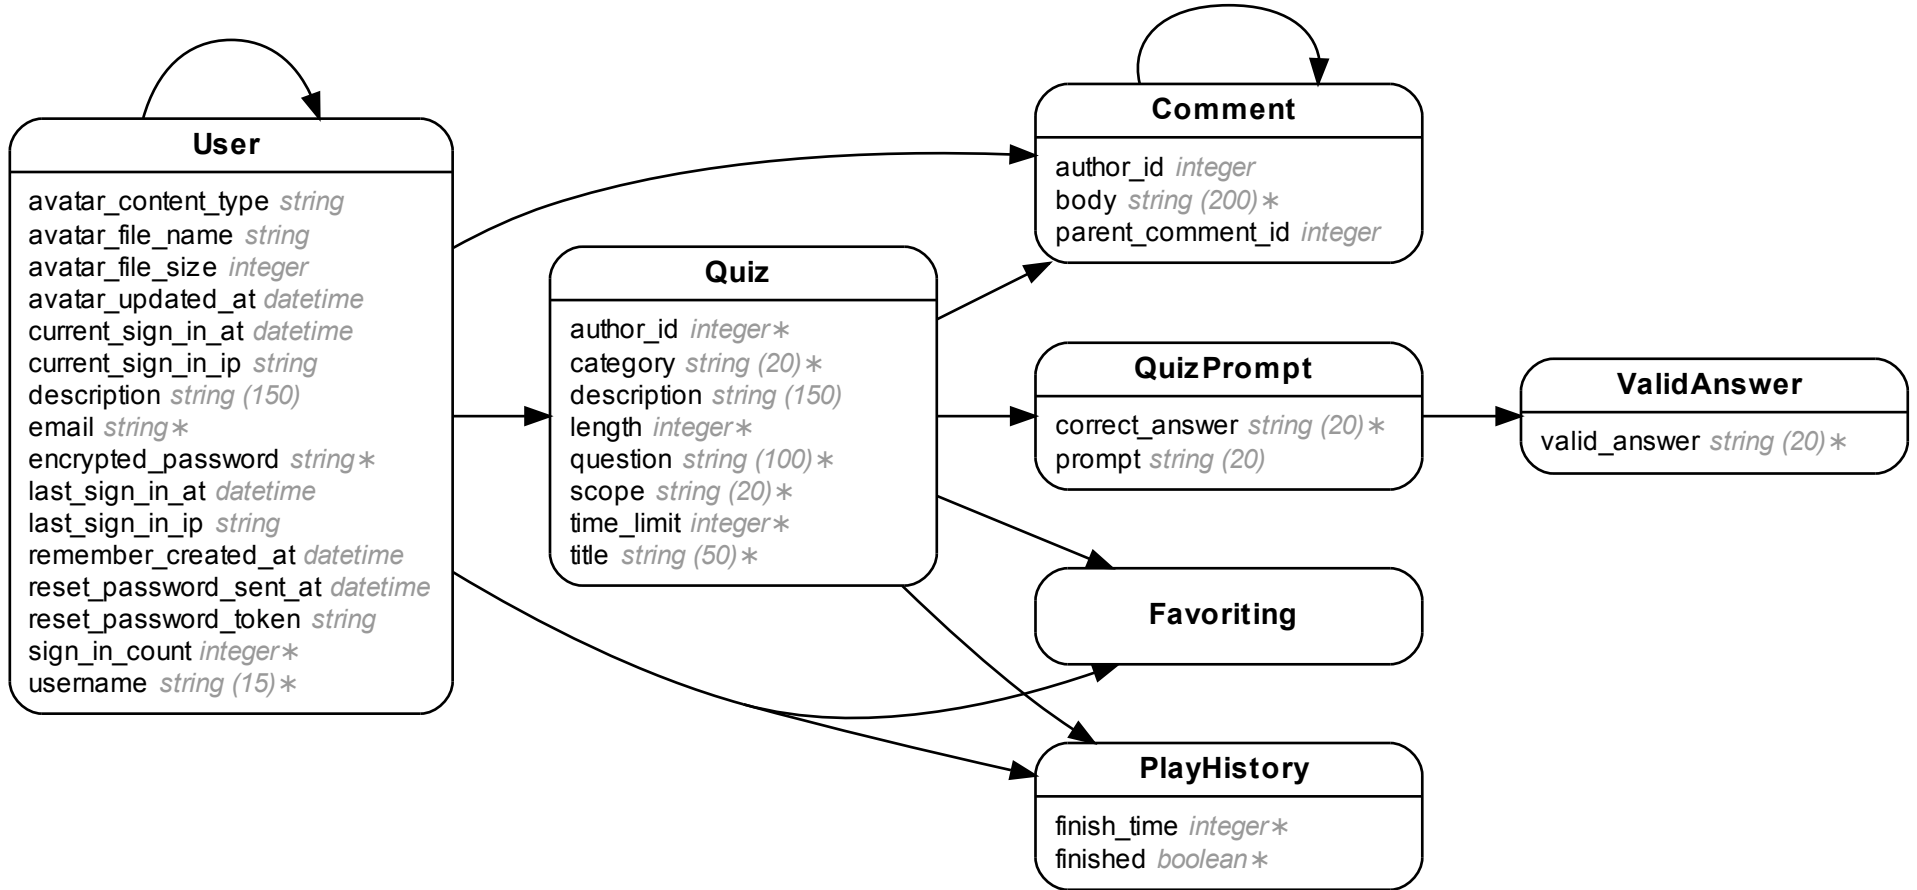 User
avatar_content_type string
avatar_file_name string
avatar_file_size integer
avatar_updated_at datetime
current_sign_in_at datetime
current_sign_in_ip string
description string (150)
email string∗
encrypted_password string∗
last_sign_in_at datetime
last_sign_in_ip string
remember_created_at datetime
reset_password_sent_at datetime
reset_password_token string
sign_in_count integer∗
username string (15)∗
Quiz
author_id integer∗
category string (20)∗
description string (150)
length integer∗
question string (100)∗
scope string (20)∗
time_limit integer∗
title string (50)∗
Comment
author_id integer
body string (200)∗
parent_comment_id integer
QuizPrompt
correct_answer string (20)∗
prompt string (20)
ValidAnswer
valid_answer string (20)∗
Favoriting
PlayHistory
finish_time integer∗
finished boolean∗